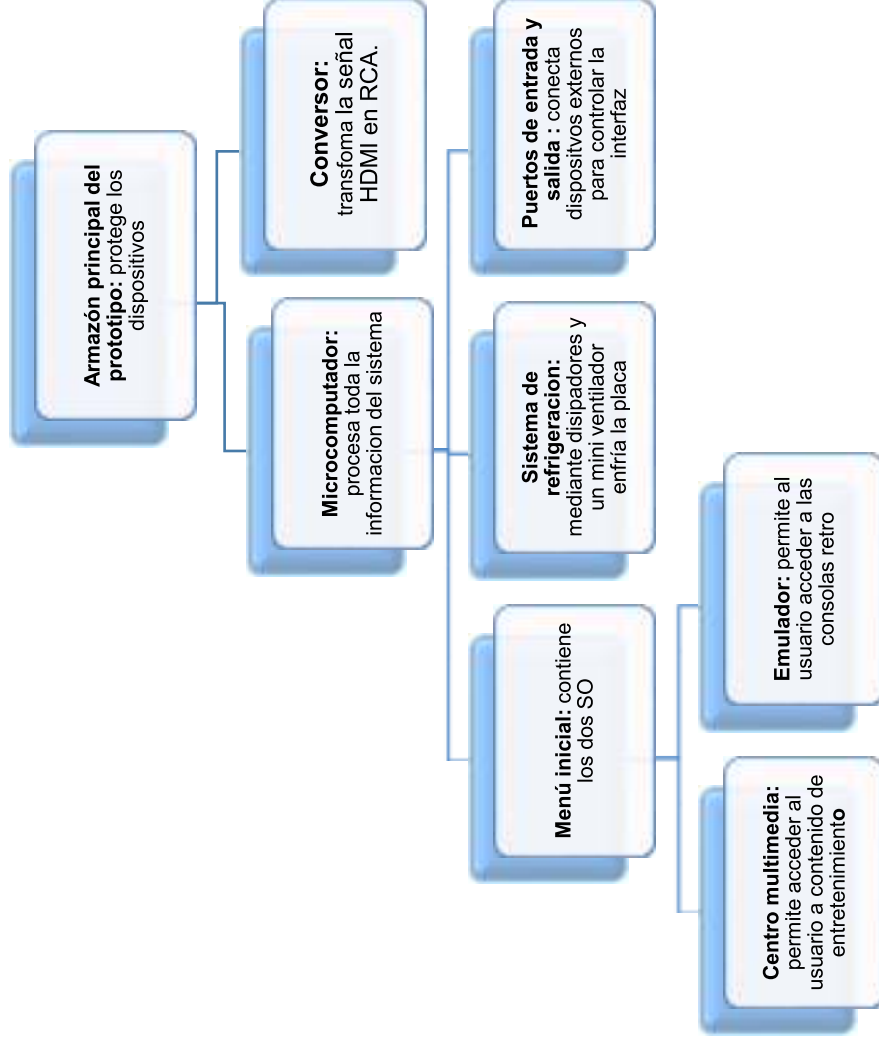 Armazón principal del
prototipo: protege los
dispositivos
Microcomputador:
procesa toda la
informacion del sistema
Conversor:
transfoma la señal
HDMI en RCA.
Menú inicial: contiene
los dos SO
Sistema de
refrigeracion:
mediante disipadores y
un mini ventilador
enfría la placa
Puertos de entrada y
salida : conecta
dispositvos externos
para controlar la
interfaz
Centro multimedia:
permite acceder al
usuario a contenido de
entretenimiento
Emulador: permite al
usuario acceder a las
consolas retro